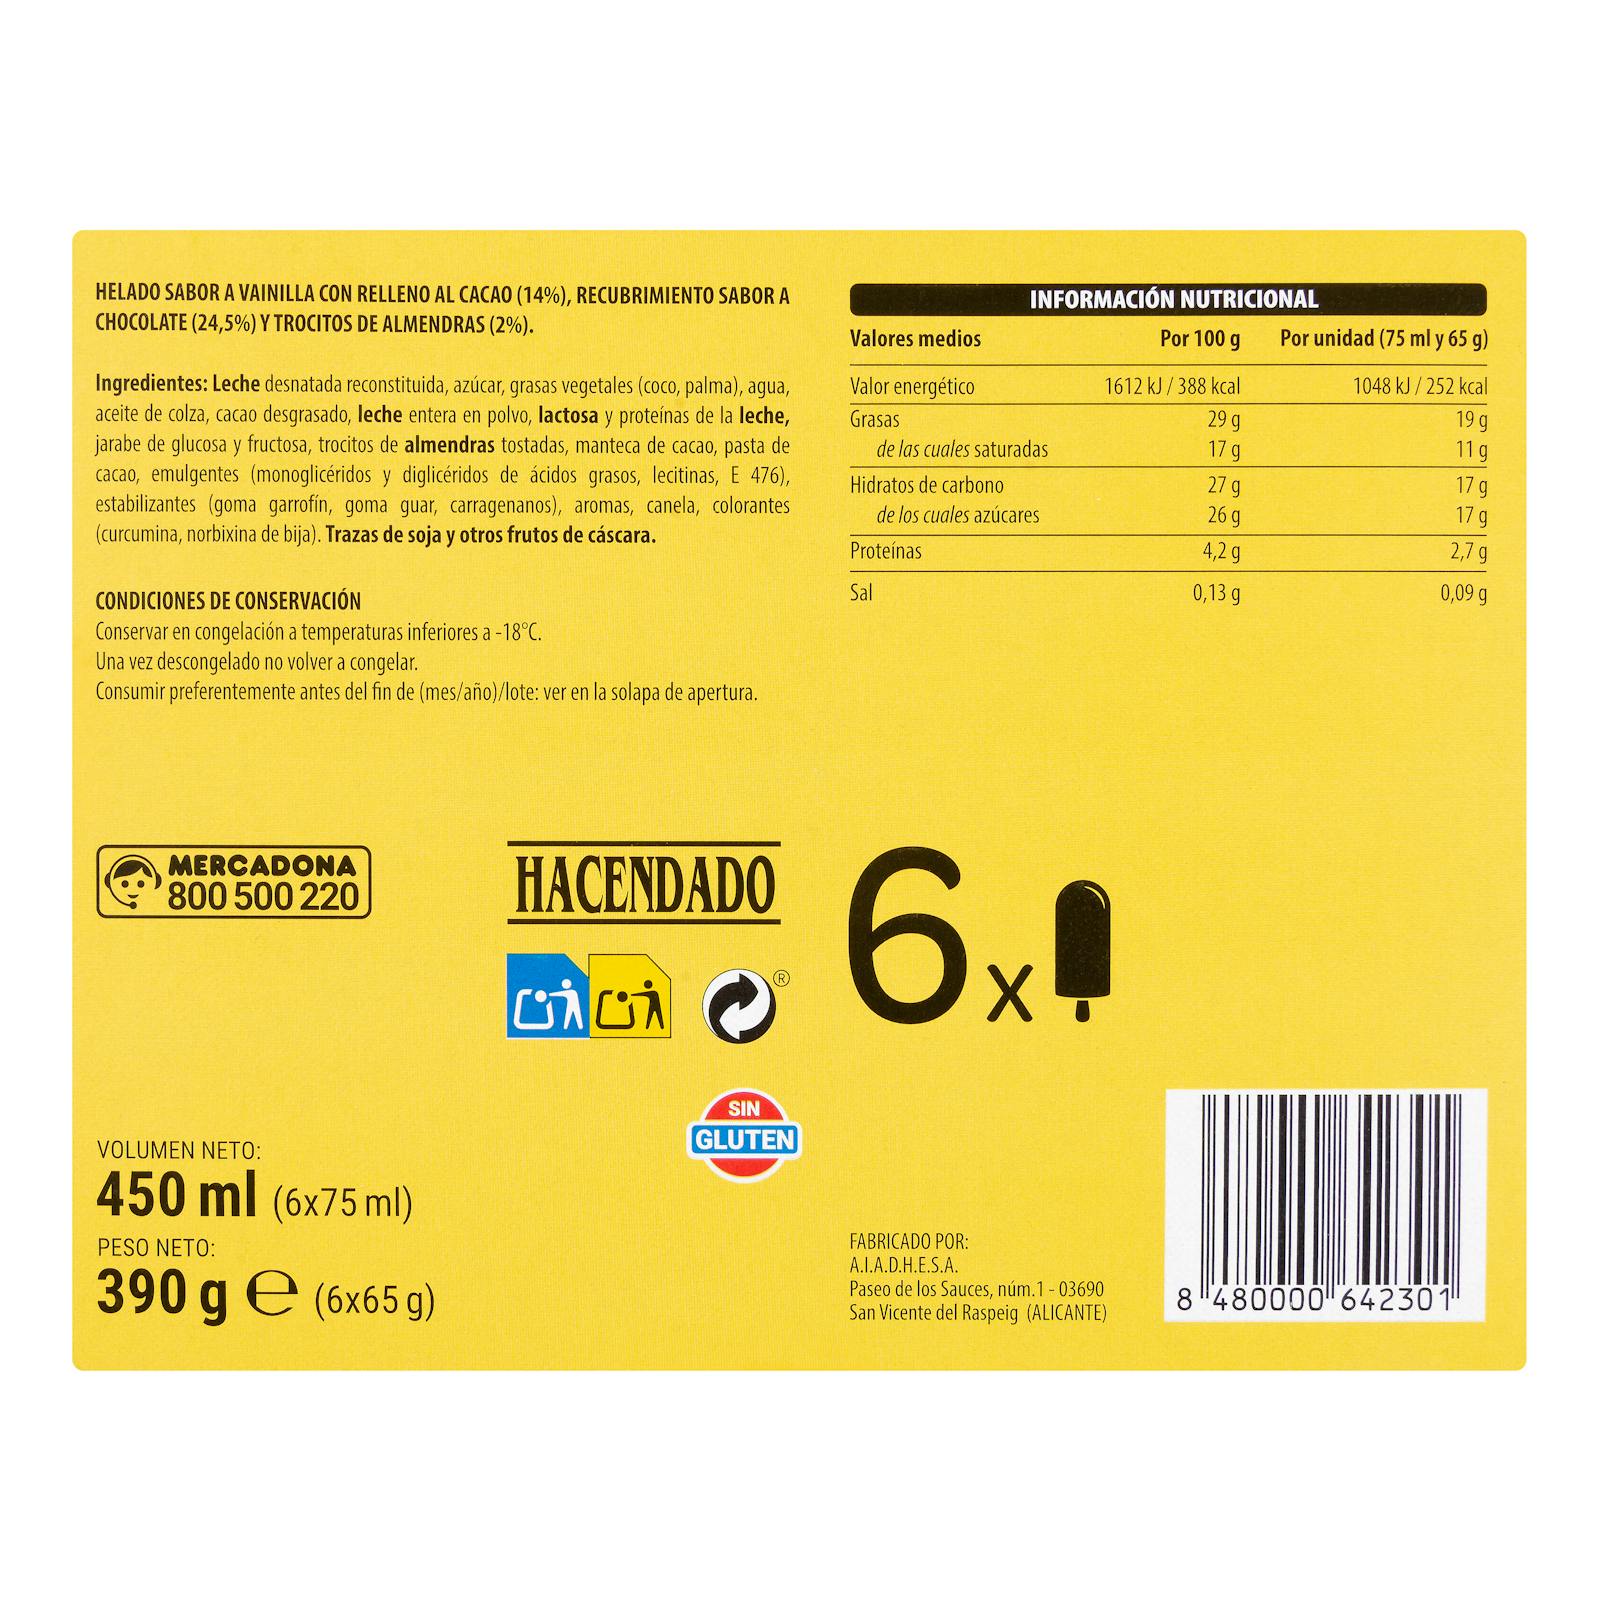 HELADO SABOR A VAINILLA CON RELLENO AL CACAO (14%), RECUBRIMIENTO SABOR A
CHOCOLATE (24,5%) Y TROCITOS DE ALMENDRAS (2%).
Ingredientes: Leche desnatada reconstituida, azúcar, grasas vegetales (coco, palma), agua,
aceite de colza, cacao desgrasado, leche entera en polvo, lactosa y proteínas de la leche,
jarabe de glucosa y fructosa, trocitos de almendras tostadas, manteca de cacao, pasta de
cacao, emulgentes (monoglicéridos y diglicéridos de ácidos grasos, lecitinas, E 476),
estabilizantes (goma garrofín, goma guar, carragenanos), aromas, canela, colorantes
(curcumina, norbixina de bija). Trazas de soja y otros frutos de cáscara.
CONDICIONES DE CONSERVACIÓN
Conservar en congelación a temperaturas inferiores a -18°C.
Una vez descongelado no volver a congelar.
Consumir preferentemente antes del fin de (mes/año)/lote: ver en la solapa de apertura.
INFORMACIÓN NUTRICIONAL
Valores medios Por 100 g Por unidad (75 ml y 65 g)
Valor energético 1612 kJ / 388 kcal 1048 kJ / 252 kcal
Grasas 29 g 19 g
de las cuales saturadas 17 g 11 g
Hidratos de carbono 27 g 17 g
de los cuales azúcares 26 g 17 g
Proteínas 4,2 g 2,7 g
Sal 0,13 g 0,09 g
MERCADONA
800 500 220
HACENDADO
®
6 x
SIN
GLUTEN
VOLUMEN NETO:
450 ml (6x75 ml)
PESO NETO:
390 g ℮ (6x65 g)
FABRICADO POR:
A.I.A.D.H.E.S.A.
Paseo de los Sauces, núm.1 - 03690
San Vicente del Raspeig (ALICANTE)
8 480000 642301